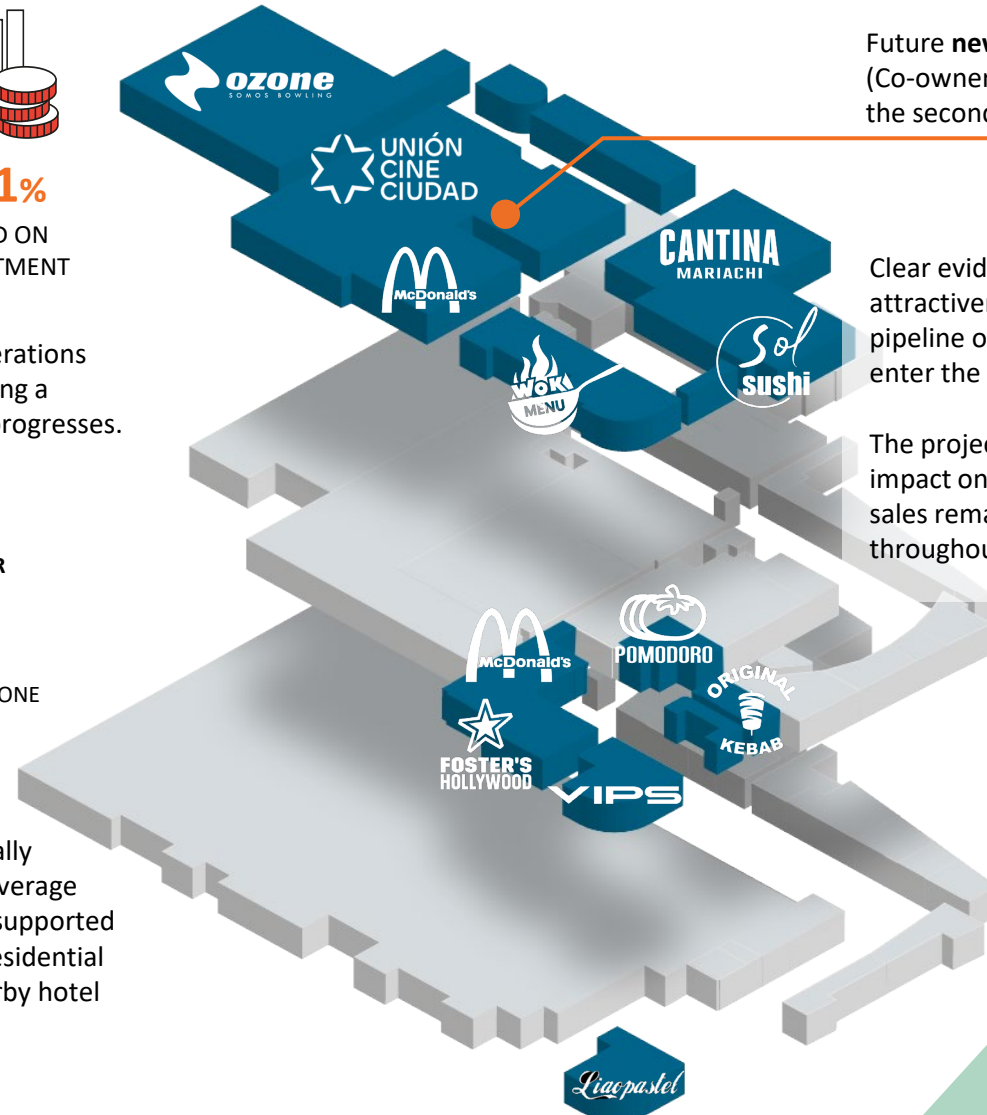 1%
ON
TMENT
erations
ng a
progresses.
R
ONE
ally
verage
supported
esidential
rby hotel
ozone
SOMOS BOWLING
UNIÓN
CINE
CIUDAD
McDonald's
CANTINA
MARIACHI
Sol
sushi
WOK
MENU
McDonald's
POMODORO
ORIGINAL
KEBAB
FOSTER'S
HOLLYWOOD
VIPS
Liaopastel
Future new
(Co-owner
the second
Clear evid
attractiver
pipeline o
enter the
The projec
impact on
sales rema
throughou